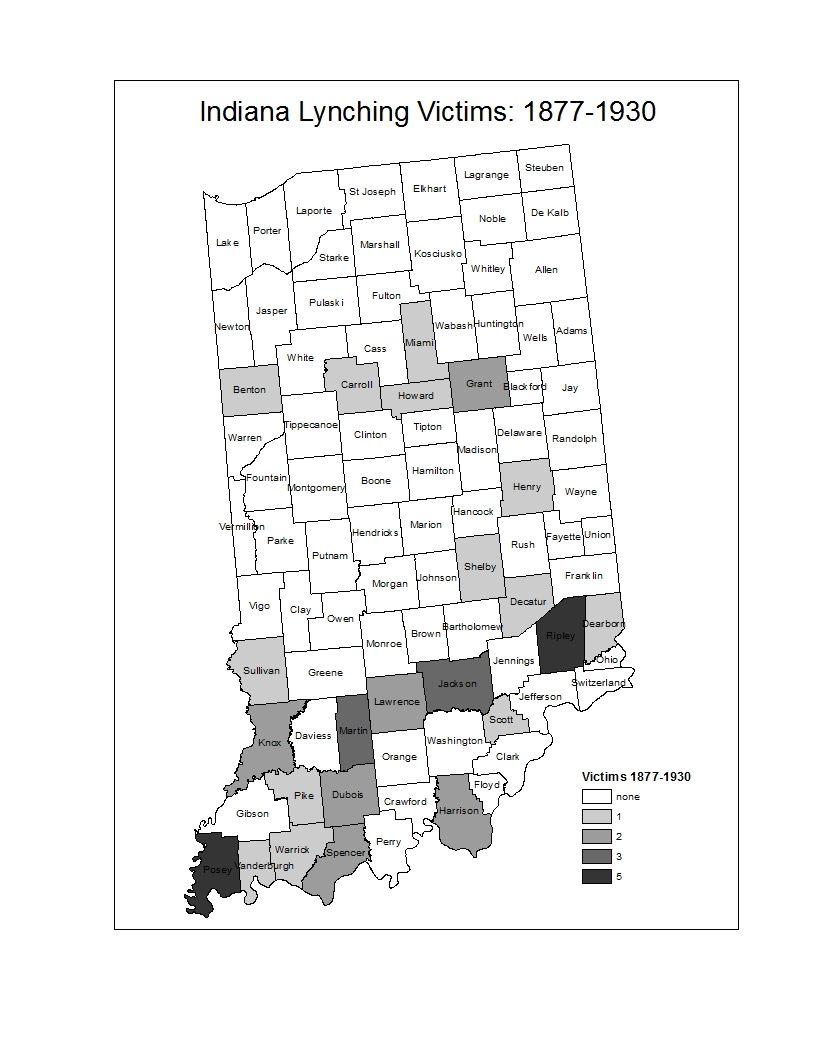 Indiana Lynching Victims: 1877-1930
Steuben
Lagrange
Elkhart
St Joseph
Laporte
De Kalb
Noble
Porter
Lake
Marshall
Kosciusko
Starke
Whitley
Allen
Fulton
Pulaski
Jasper
Newton
Wabash
Huntington
Adams
Wells
Miami
Cass
White
Grant
Carroll
Blackford
Jay
Benton
Howard
Tippecanoe
Tipton
Clinton
Delaware
Warren
Randolph
Madison
Hamilton
Fountain
Boone
Montgomery
Henry
Wayne
Hancock
Vermillion
Marion
Hendricks
Union
Fayette
Parke
Rush
Putnam
Shelby
Franklin
Johnson
Morgan
Decatur
Vigo
Clay
Owen
Dearborn
Bartholomew
Brown
Ripley
Monroe
Ohio
Jennings
Sullivan
Greene
Switzerland
Jackson
Jefferson
Lawrence
Scott
Martin
Daviess
Knox
Washington
Orange
Clark
Floyd
Pike
Dubois
Crawford
Harrison
Gibson
Perry
Warrick
Spencer
Vanderburgh
Posey
Victims 1877-1930
none
1
2
3
5